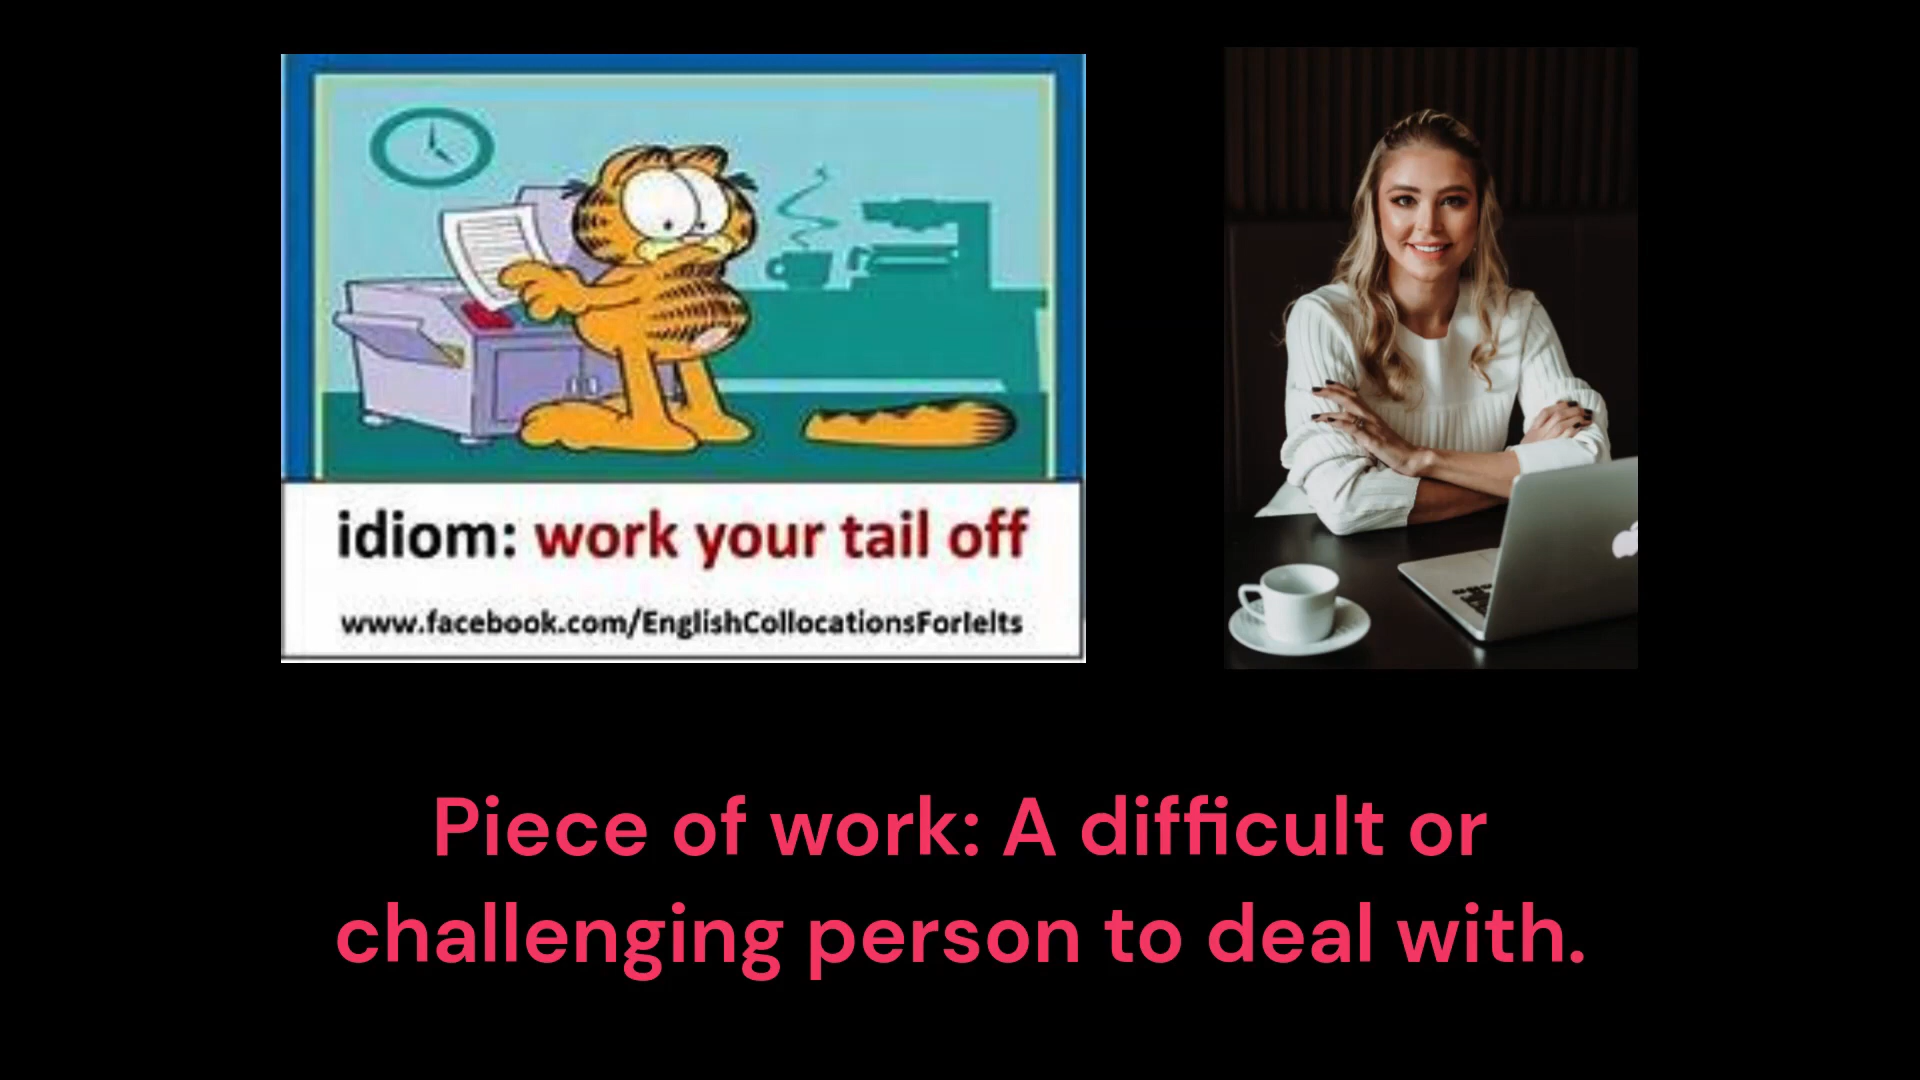 idiom: work your tail off
www.facebook.com/EnglishCollocationsForIelts
Piece of work: A difficult or
challenging person to deal with.